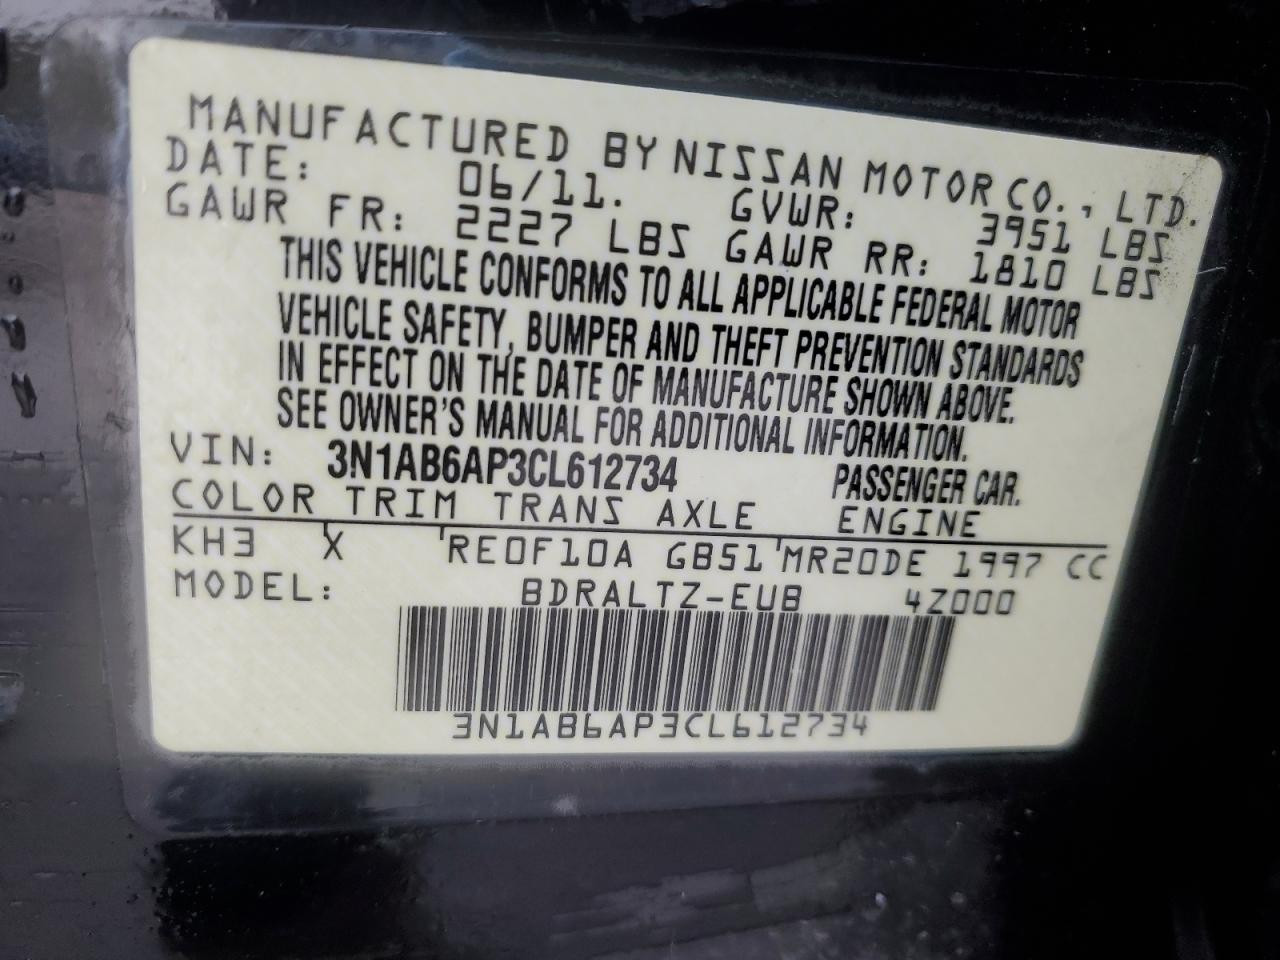 MANUFACTURED BY NISSAN MOTOR CO., LTD.
DATE: 06/11. GVWR: 3951 LBS
GAWR FR: 2227 LBS GAWR RR: 1810 LBS
THIS VEHICLE CONFORMS TO ALL APPLICABLE FEDERAL MOTOR
VEHICLE SAFETY, BUMPER AND THEFT PREVENTION STANDARDS
IN EFFECT ON THE DATE OF MANUFACTURE SHOWN ABOVE.
SEE OWNER'S MANUAL FOR ADDITIONAL INFORMATION.
VIN: 3N1AB6AP3CL612734 PASSENGER CAR.
COLOR TRIM TRANS AXLE ENGINE
KH3 X RE0F10A GB51 MR20DE 1997 CC
MODEL: BDRALTZ-EUB 4Z000
3N1AB6AP3CL612734